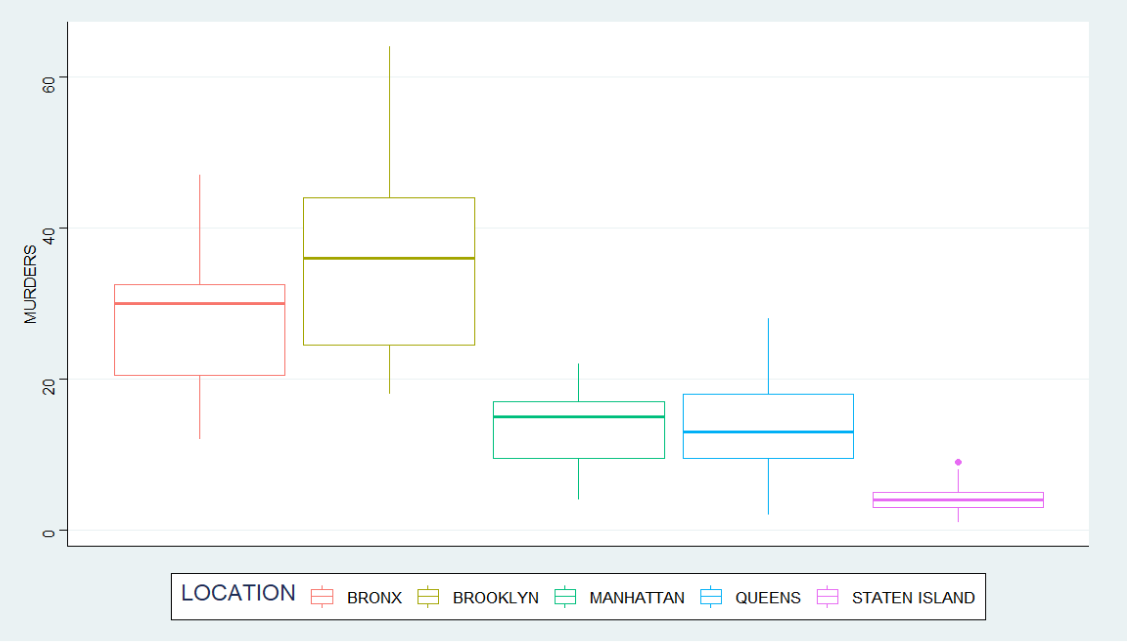 60
40
20
0
MURDERS
LOCATION BRONX BROOKLYN MANHATTAN QUEENS STATEN ISLAND